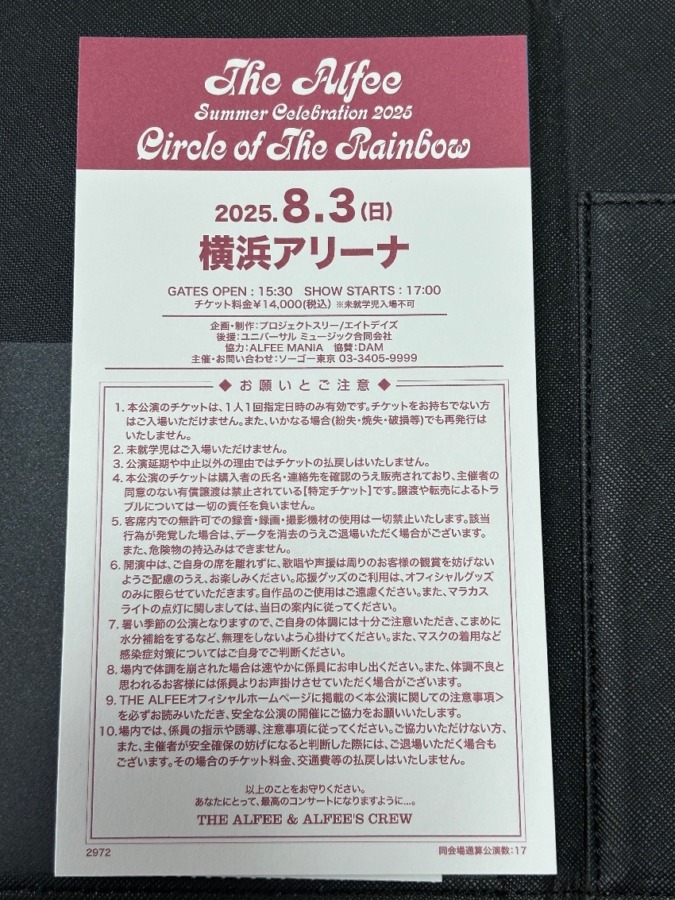 The Alfee
Summer Celebration 2025
Circle of The Rainbow
2025. 8.3 (日)
横浜アリーナ
GATES OPEN : 15:30 SHOW STARTS : 17:00
チケット料金¥14,000(税込) ※未就学児入場不可
企画・制作:プロジェクトスリー/エイトデイズ
後援:ユニバーサル ミュージック合同会社
協力:ALFEE MANIA 協賛:DAM
主催・お問い合わせ:ソーゴー東京 03-3405-9999
◆ お願いとご注意 ◆
1. 本公演のチケットは、1人1回指定日時のみ有効です。チケットをお持ちでない方
はご入場いただけません。また、いかなる場合(紛失・焼失・破損等)でも再発行は
いたしません。
2. 未就学児はご入場いただけません。
3. 公演延期や中止以外の理由ではチケットの払戻しはいたしません。
4. 本公演のチケットは購入者の氏名・連絡先を確認のうえ販売されており、主催者の
同意のない有償譲渡は禁止されている[特定チケット]です。譲渡や転売によるトラ
ブルについては一切の責任を負いません。
5. 客席内での無許可での録音・録画・撮影機材の使用は一切禁止いたします。該当
行為が発覚した場合は、データを消去のうえご退場いただく場合がございます。
また、危険物の持込みはできません。
6. 開演中は、ご自身の席を離れずに、歌唱や声援は周りのお客様の観賞を妨げない
ようご配慮のうえ、お楽しみください。応援グッズのご利用は、オフィシャルグッズ
のみに限らせていただきます。自作品のご使用はご遠慮ください。また、マラカス
ライトの点灯に関しましては、当日の案内に従ってください。
7. 暑い季節の公演となりますので、ご自身の体調には十分ご注意いただき、こまめに
水分補給をするなど、無理をしないよう心掛けてください。また、マスクの着用など
感染症対策についてはご自身でご判断ください。
8. 場内で体調を崩された場合は速やかに係員にお申し出ください。また、体調不良と
思われるお客様には係員よりお声掛けさせていただく場合がございます。
9. THE ALFEEオフィシャルホームページに掲載の<本公演に関しての注意事項>
を必ずお読みいただき、安全な公演の開催にご協力をお願いいたします。
10. 場内では、係員の指示や誘導、注意事項に従ってください。ご協力いただけない方、
また、主催者が安全確保の妨げになると判断した際には、ご退場いただく場合も
ございます。その場合のチケット料金、交通費等の払戻しはいたしません。
以上のことをお守りください。
あなたにとって、最高のコンサートになりますように…。
THE ALFEE & ALFEE'S CREW
2972
同会場通算公演数:17